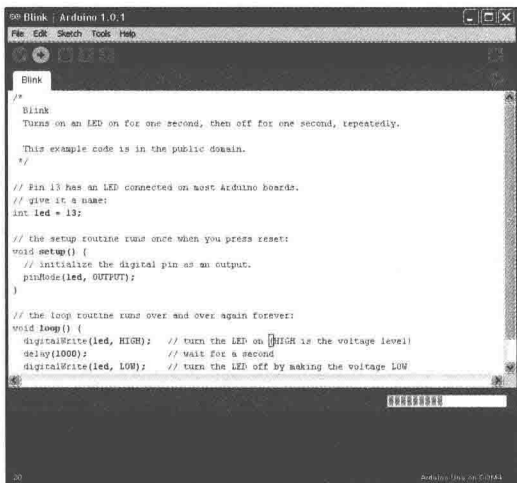 Blink | Arduino 1.0.1
File Edit Sketch Tools Help
Blink
/*
Blink
Turns on an LED on for one second, then off for one second, repeatedly.
This example code is in the public domain.
*/
// Pin 13 has an LED connected on most Arduino boards.
// give it a name:
int led = 13;
// the setup routine runs once when you press reset:
void setup() {
// initialize the digital pin as an output.
pinMode(led, OUTPUT);
}
// the loop routine runs over and over again forever:
void loop() {
digitalWrite(led, HIGH); // turn the LED on (HIGH is the voltage level)
delay(1000); // wait for a second
digitalWrite(led, LOW); // turn the LED off by making the voltage LOW
20
Arduino Uno on COM4